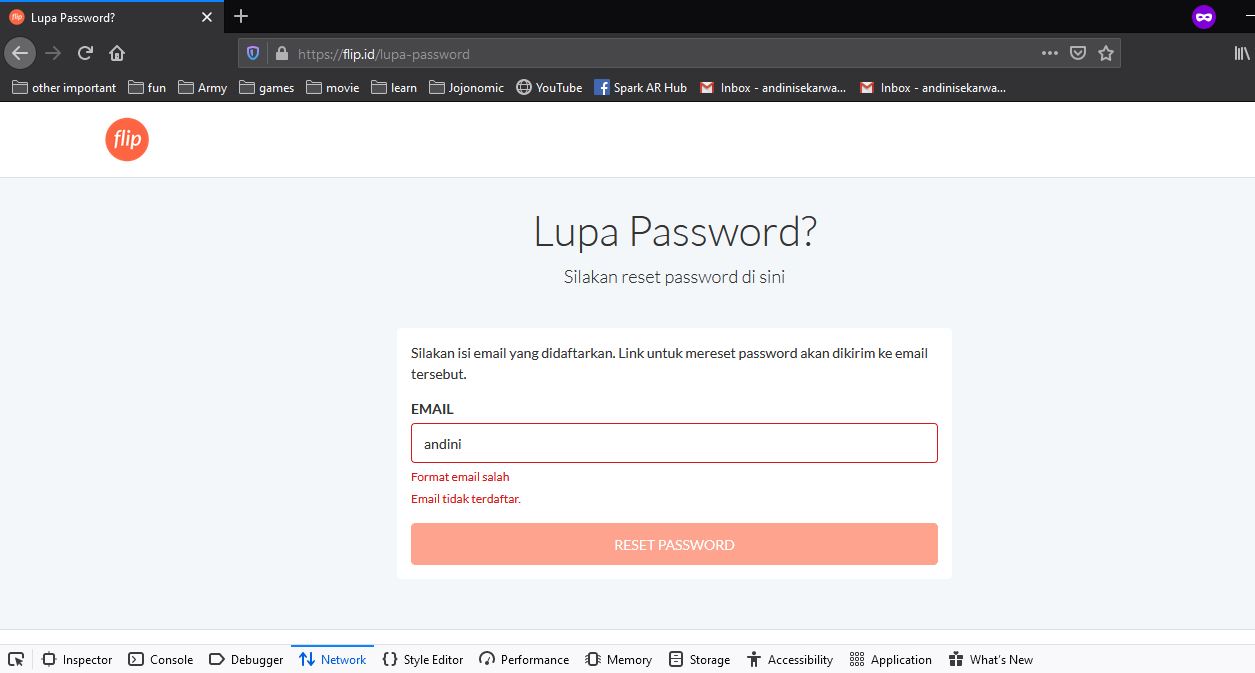 flip Lupa Password?
https://flip.id/lupa-password
other important fun Army games movie learn Jojonomic YouTube Spark AR Hub Inbox - andinisekarwa... Inbox - andinisekarwa...
flip
Lupa Password?
Silakan reset password di sini
Silakan isi email yang didaftarkan. Link untuk mereset password akan dikirim ke email
tersebut.
EMAIL
andini
Format email salah
Email tidak terdaftar.
RESET PASSWORD
Inspector Console Debugger Network Style Editor Performance Memory Storage Accessibility Application What's New